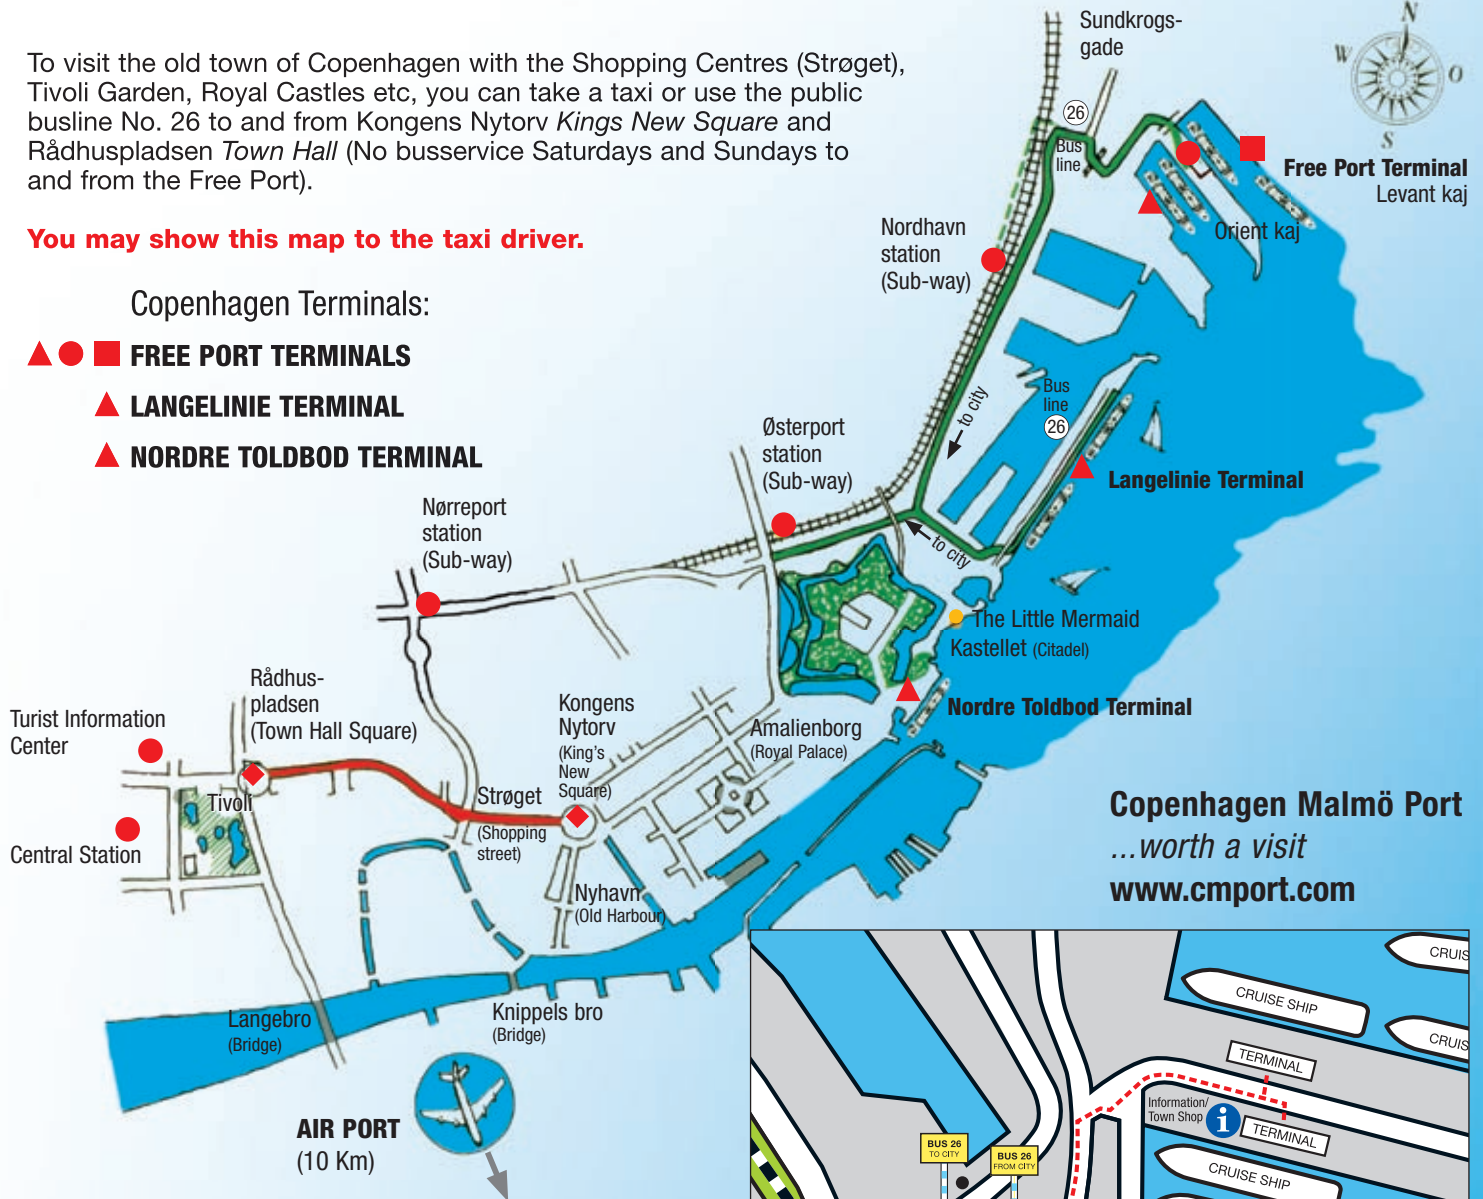 To visit the old town of Copenhagen with the Shopping Centres (Strøget),
Tivoli Garden, Royal Castles etc, you can take a taxi or use the public
busline No. 26 to and from Kongens Nytorv Kings New Square and
Rådhuspladsen Town Hall (No busservice Saturdays and Sundays to
and from the Free Port).
You may show this map to the taxi driver.
Copenhagen Terminals:
FREE PORT TERMINALS
LANGELINIE TERMINAL
NORDRE TOLDBOD TERMINAL
Sundkrogs-
gade
26
Bus
line
N
W
O
S
Free Port Terminal
Levant kaj
Orient kaj
Nordhavn
station
(Sub-way)
to city
Bus
line
26
Langelinie Terminal
Østerport
station
(Sub-way)
to city
Nørreport
station
(Sub-way)
The Little Mermaid
Kastellet (Citadel)
Nordre Toldbod Terminal
Rådhus-
pladsen
(Town Hall Square)
Turist Information
Center
Tivoli
Central Station
Kongens
Nytorv
(King's
New
Square)
Strøget
(Shopping
street)
Amalienborg
(Royal Palace)
Nyhavn
(Old Harbour)
Langebro
(Bridge)
Knippels bro
(Bridge)
AIR PORT
(10 Km)
Copenhagen Malmö Port
...worth a visit
www.cmport.com
CRUIS
CRUISE SHIP
CRUIS
TERMINAL
Information/
Town Shop
i
TERMINAL
BUS 26
TO CITY
BUS 26
FROM CITY
CRUISE SHIP